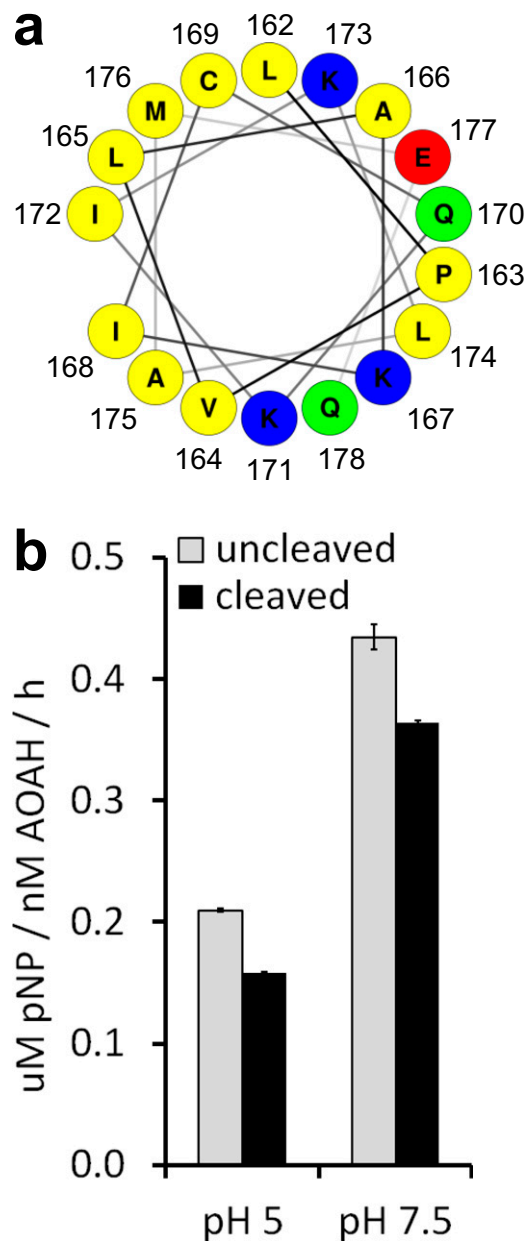 a
169 162 173
176 C L K 166
M A
165 177
L E
172 I Q 170
P 163
I L
168 174
A K
175 V K Q 167
164 171 178
b
0.5
uncleaved
cleaved
0.4
0.3
0.2
0.1
0.0
uM pNP / nM AOAH / h
pH 5 pH 7.5